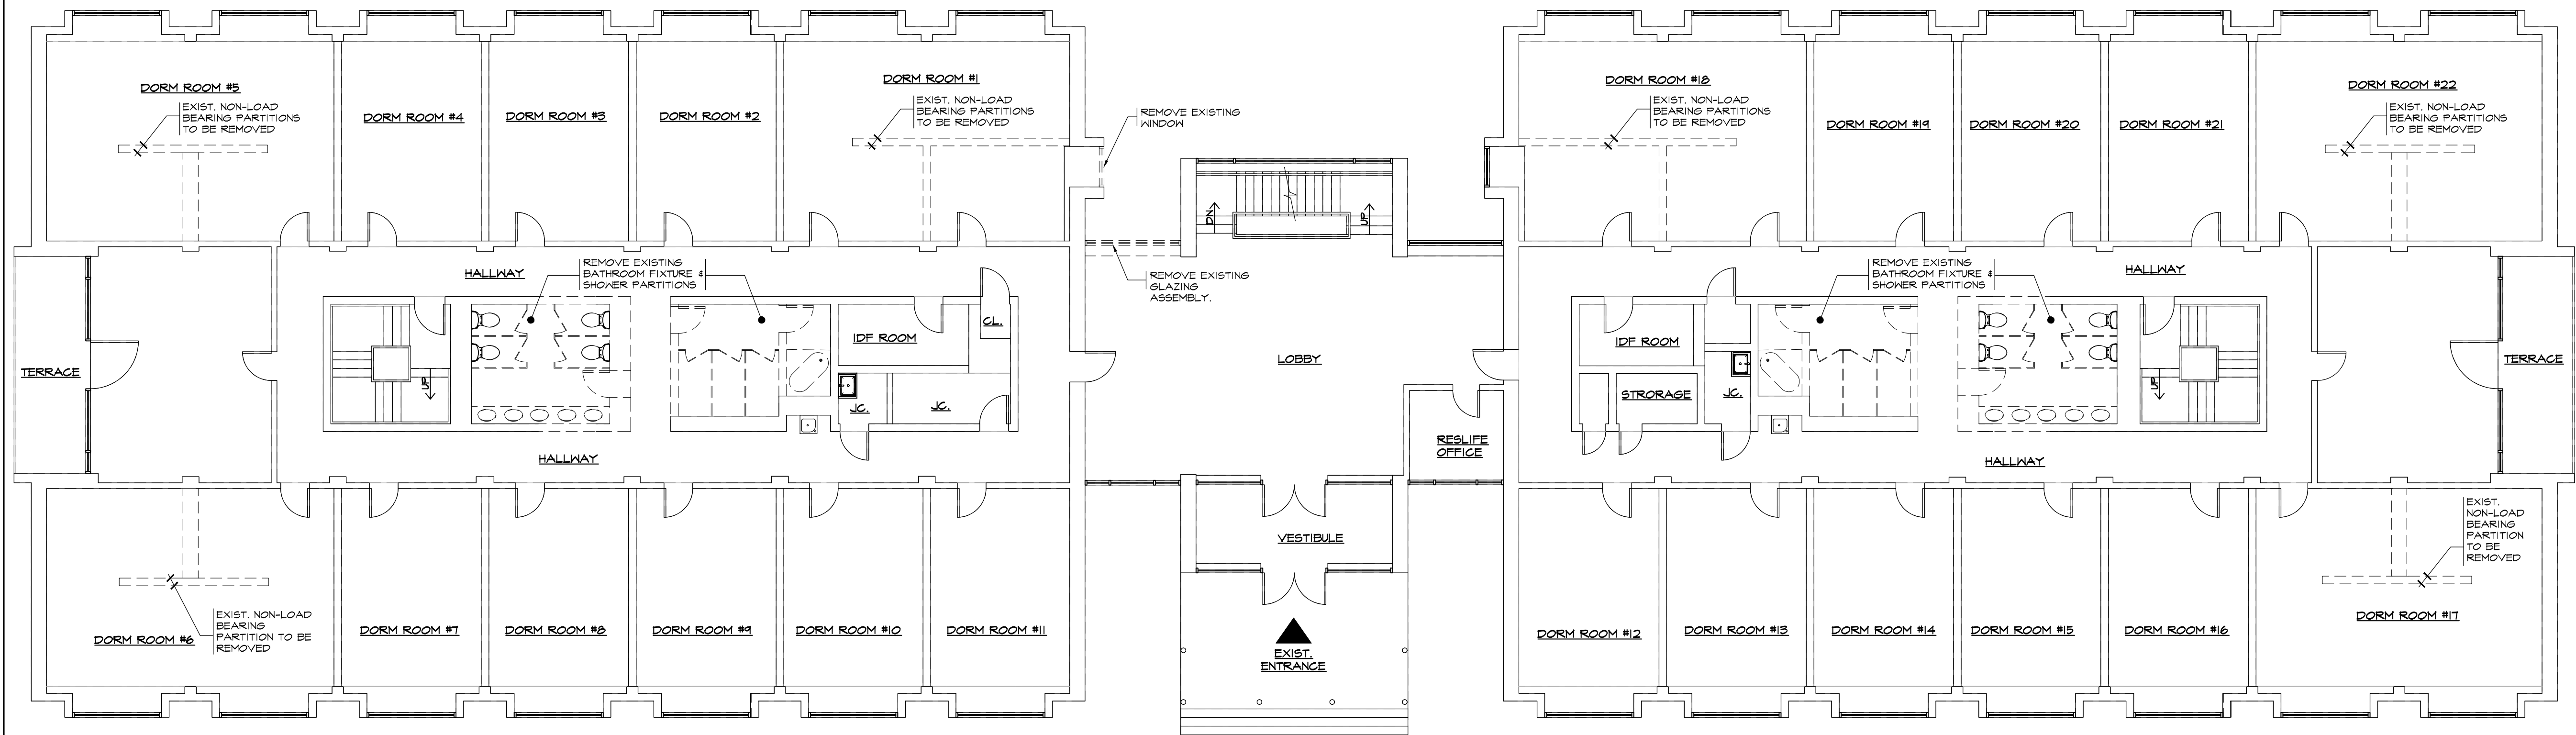 DORM ROOM #5
EXIST. NON-LOAD
BEARING PARTITIONS
TO BE REMOVED
DORM ROOM #4
DORM ROOM #3
DORM ROOM #2
DORM ROOM #1
EXIST. NON-LOAD
BEARING PARTITIONS
TO BE REMOVED
REMOVE EXISTING
WINDOW
DORM ROOM #18
EXIST. NON-LOAD
BEARING PARTITIONS
TO BE REMOVED
DORM ROOM #19
DORM ROOM #20
DORM ROOM #21
DORM ROOM #22
EXIST. NON-LOAD
BEARING PARTITIONS
TO BE REMOVED
DN
UP
HALLWAY
REMOVE EXISTING
BATHROOM FIXTURE &
SHOWER PARTITIONS
REMOVE EXISTING
GLAZING
ASSEMBLY.
REMOVE EXISTING
BATHROOM FIXTURE &
SHOWER PARTITIONS
HALLWAY
TERRACE
UP
IDF ROOM
CL.
JC.
JC.
LOBBY
IDF ROOM
STRORAGE
JC.
UP
TERRACE
HALLWAY
RESLIFE
OFFICE
HALLWAY
VESTIBULE
EXIST.
NON-LOAD
BEARING
PARTITION
TO BE
REMOVED
DORM ROOM #6
EXIST. NON-LOAD
BEARING
PARTITION TO BE
REMOVED
DORM ROOM #7
DORM ROOM #8
DORM ROOM #9
DORM ROOM #10
DORM ROOM #11
EXIST.
ENTRANCE
DORM ROOM #12
DORM ROOM #13
DORM ROOM #14
DORM ROOM #15
DORM ROOM #16
DORM ROOM #17